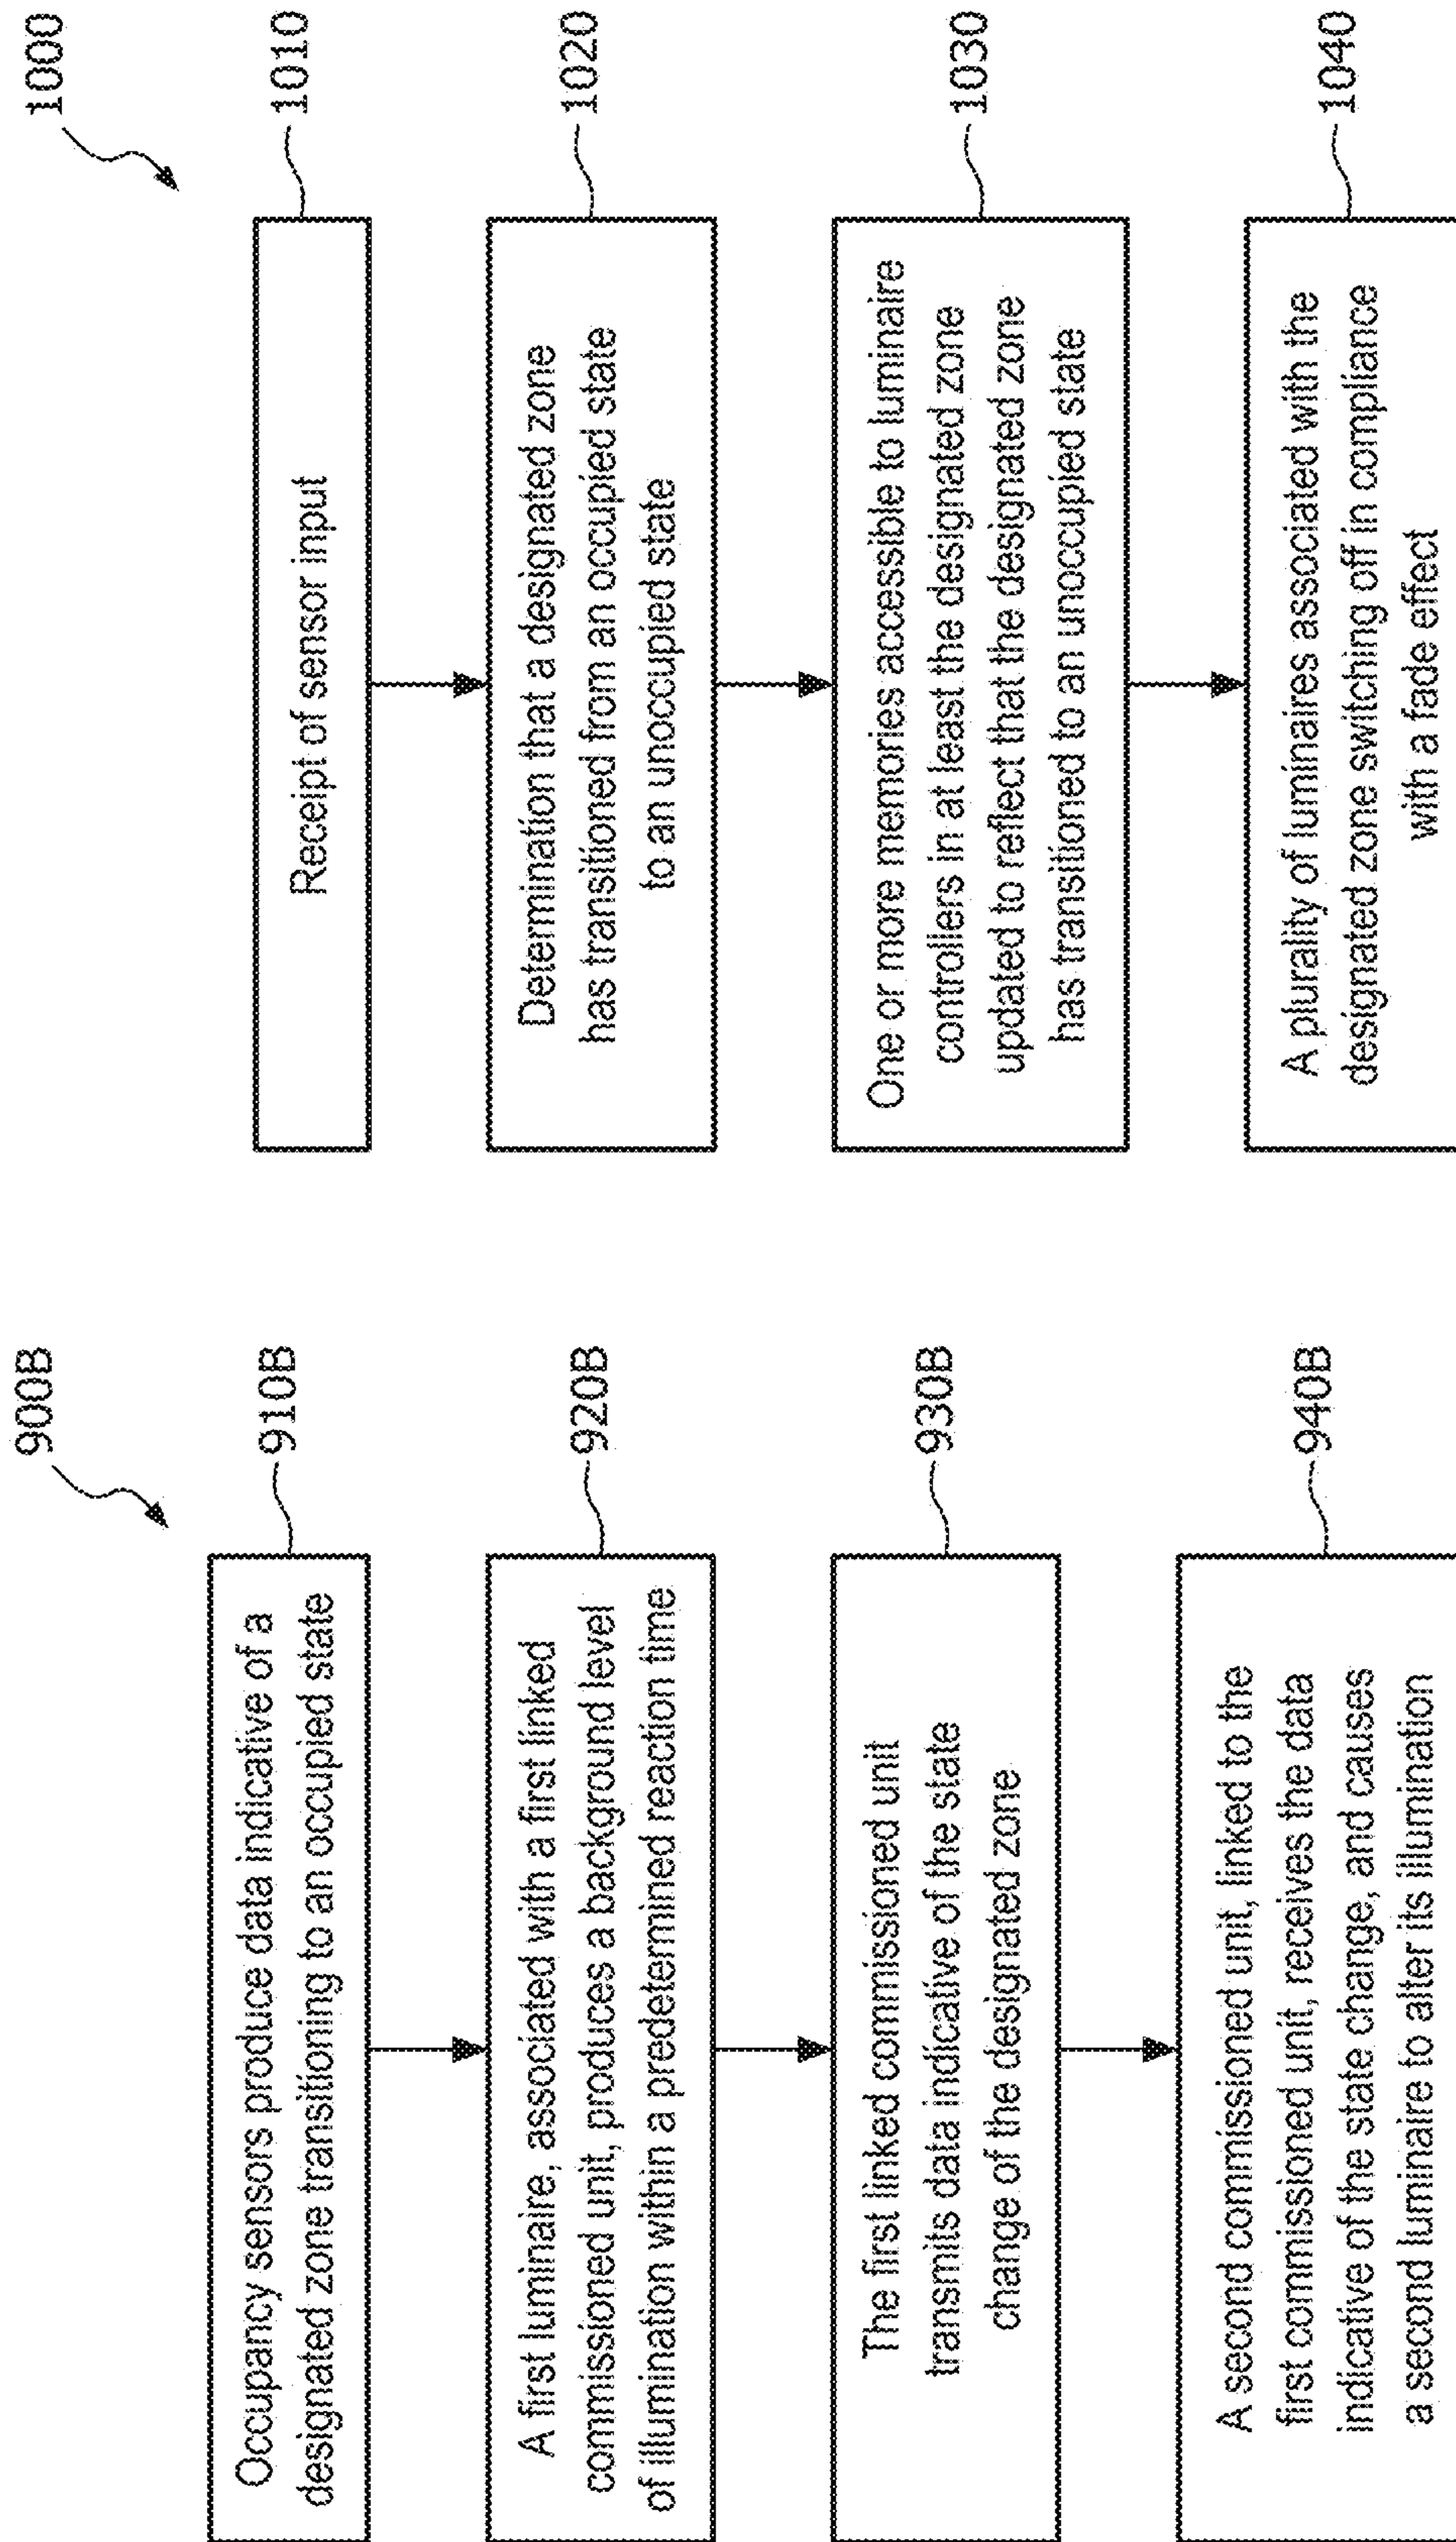 900B
Occupancy sensors produce data indicative of a
designated zone transitioning to an occupied state
910B
A first luminaire, associated with a first linked
commissioned unit, produces a background level
of illumination within a predetermined reaction time
920B
The first linked commissioned unit
transmits data indicative of the state
change of the designated zone
930B
A second commissioned unit, linked to the
first commissioned unit, receives the data
indicative of the state change, and causes
a second luminaire to alter its illumination
940B
1000
Receipt of sensor input
1010
Determination that a designated zone
has transitioned from an occupied state
to an unoccupied state
1020
One or more memories accessible to luminaire
controllers in at least the designated zone
updated to reflect that the designated zone
has transitioned to an unoccupied state
1030
A plurality of luminaires associated with the
designated zone switching off in compliance
with a fade effect
1040